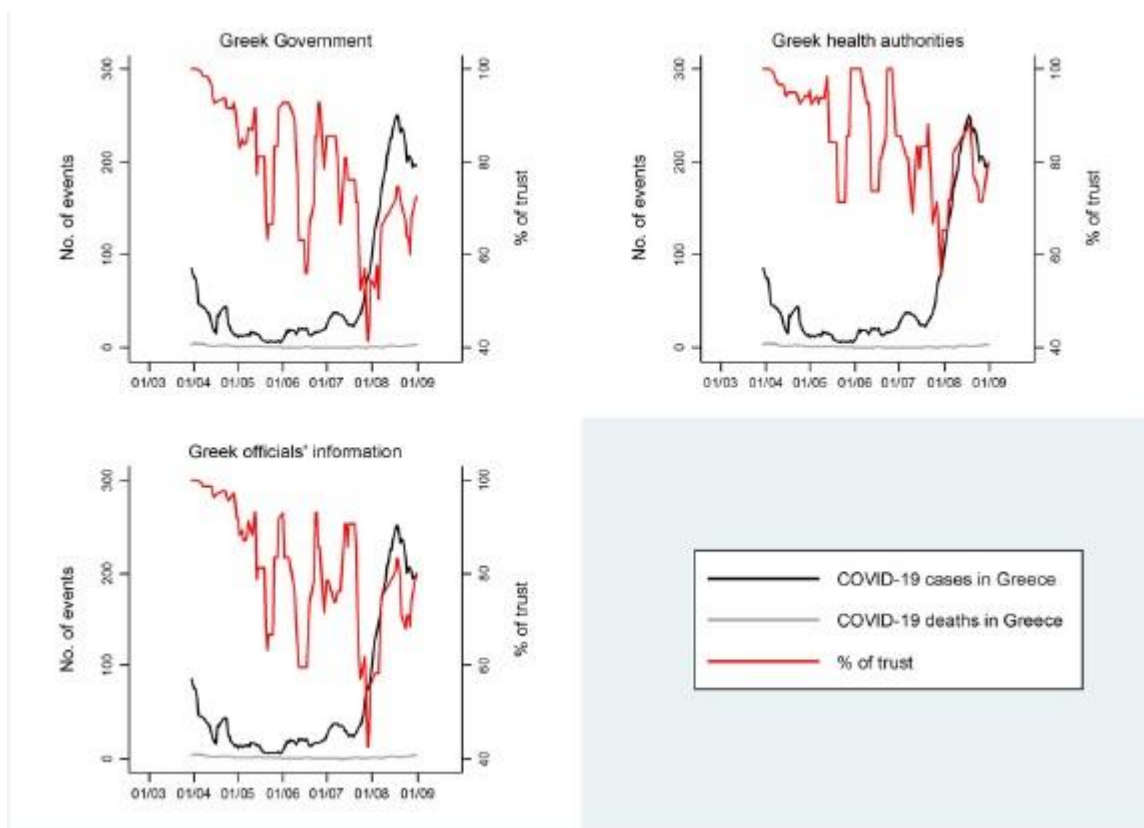 Greek Government
No. of events
300
200
100
0
% of trust
100
80
60
40
01/03 01/04 01/05 01/06 01/07 01/08 01/09
Greek health authorities
No. of events
300
200
100
0
% of trust
100
80
60
40
01/03 01/04 01/05 01/06 01/07 01/08 01/09
Greek officials' information
No. of events
300
200
100
0
% of trust
100
80
60
40
01/03 01/04 01/05 01/06 01/07 01/08 01/09
COVID-19 cases in Greece
COVID-19 deaths in Greece
% of trust